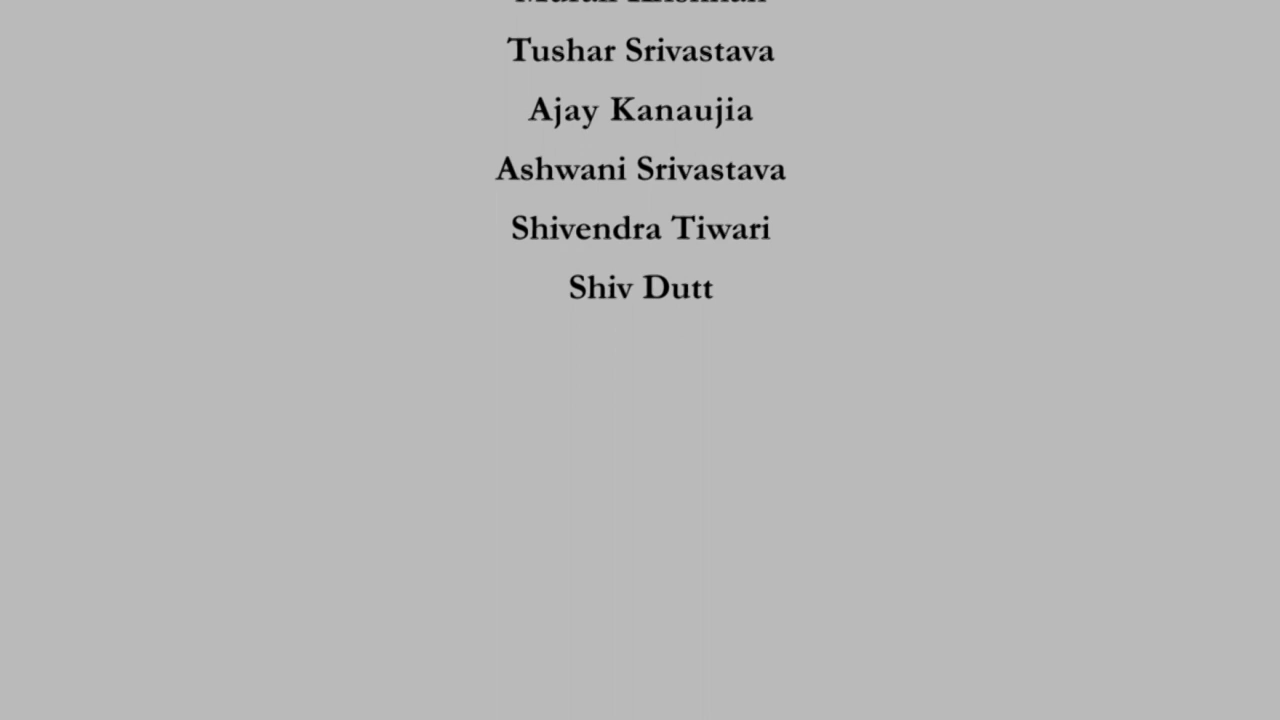 Tushar Srivastava
Ajay Kanaujia
Ashwani Srivastava
Shivendra Tiwari
Shiv Dutt